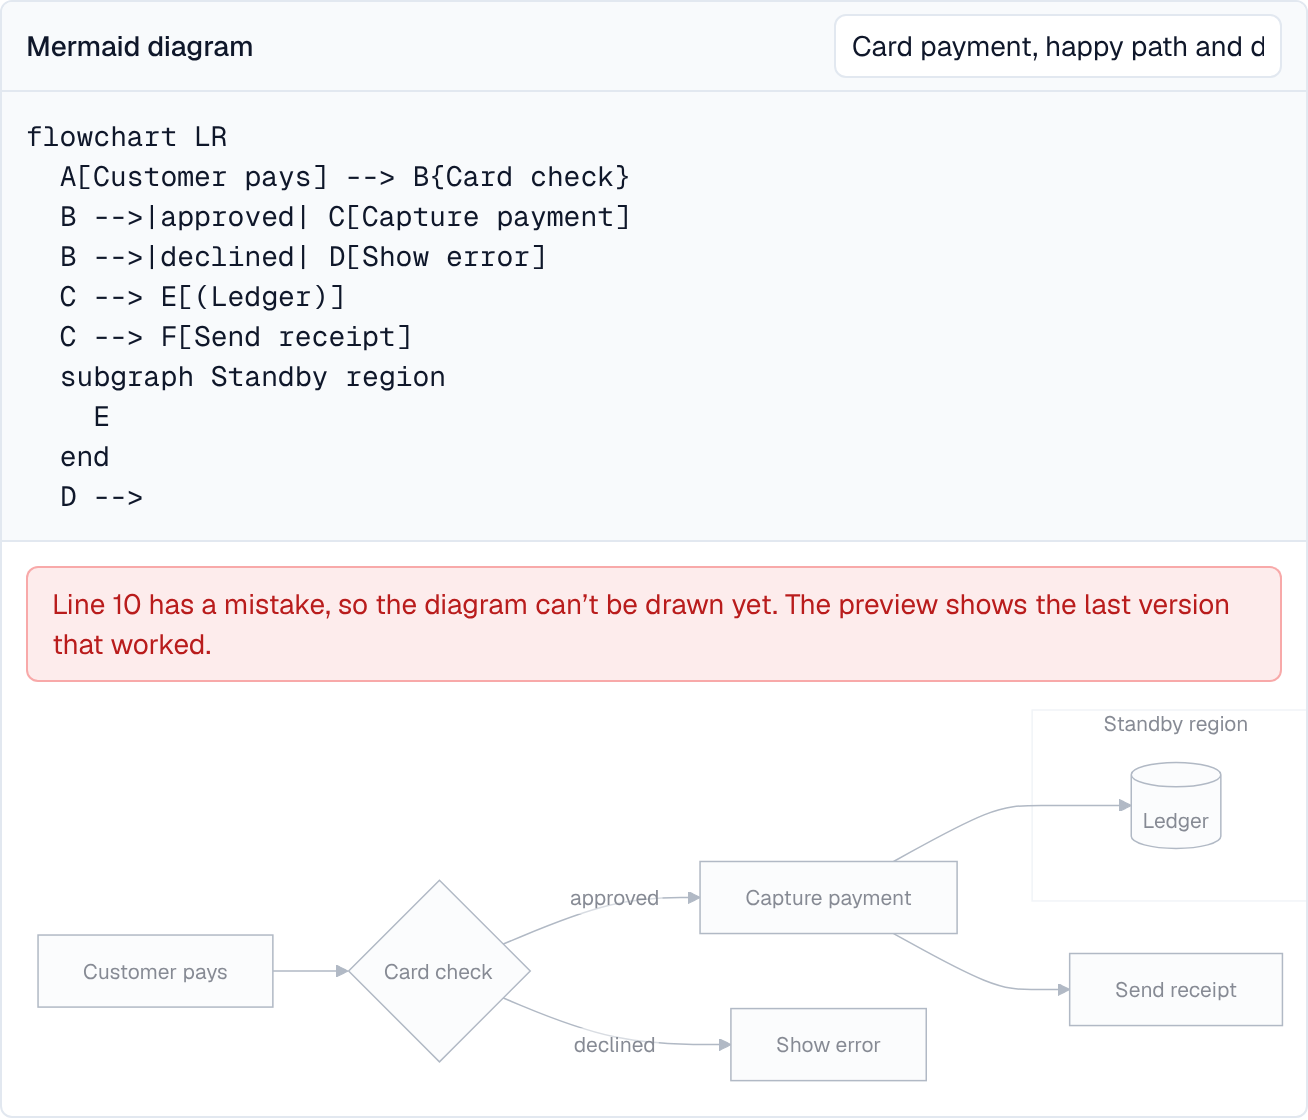 Mermaid diagram
Card payment, happy path and d
flowchart LR
  A[Customer pays] --> B{Card check}
  B -->|approved| C[Capture payment]
  B -->|declined| D[Show error]
  C --> E[(Ledger)]
  C --> F[Send receipt]
  subgraph Standby region
    E
  end
  D -->
Line 10 has a mistake, so the diagram can’t be drawn yet. The preview shows the last version
that worked.
Standby region
Ledger
approved
Capture payment
Customer pays
Card check
Send receipt
declined
Show error